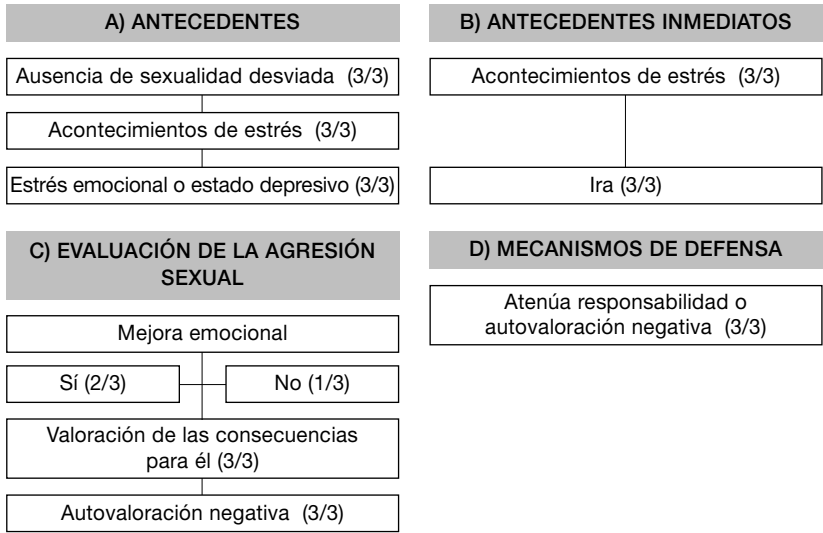 A) ANTECEDENTES
Ausencia de sexualidad desviada (3/3)
Acontecimientos de estrés (3/3)
Estrés emocional o estado depresivo (3/3)
B) ANTECEDENTES INMEDIATOS
Acontecimientos de estrés (3/3)
Ira (3/3)
C) EVALUACIÓN DE LA AGRESIÓN
SEXUAL
Mejora emocional
Sí (2/3)
No (1/3)
Valoración de las consecuencias
para él (3/3)
Autovaloración negativa (3/3)
D) MECANISMOS DE DEFENSA
Atenúa responsabilidad o
autovaloración negativa (3/3)